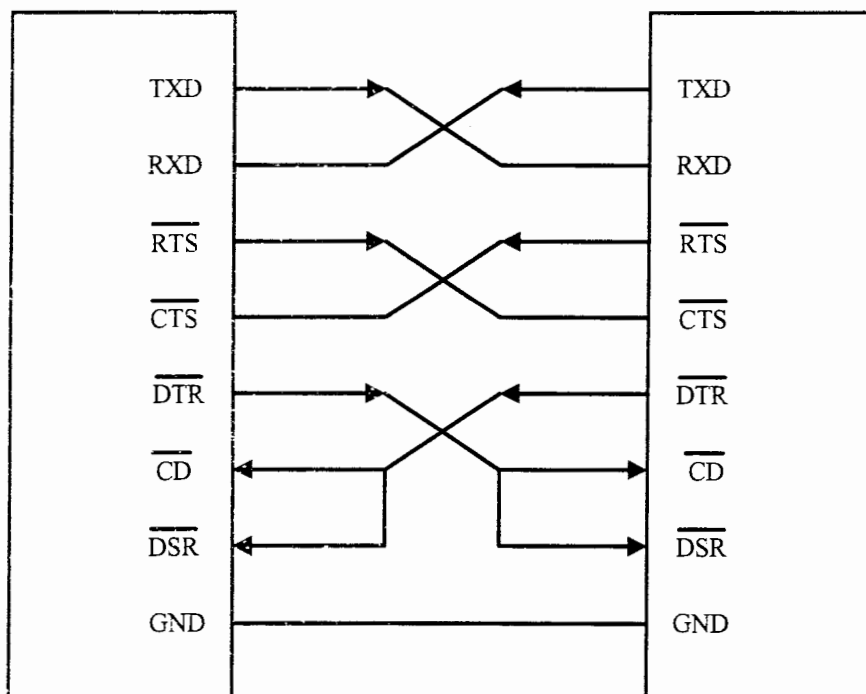 TXD TXD
RXD RXD
RTS RTS
CTS CTS
DTR DTR
CD CD
DSR DSR
GND GND